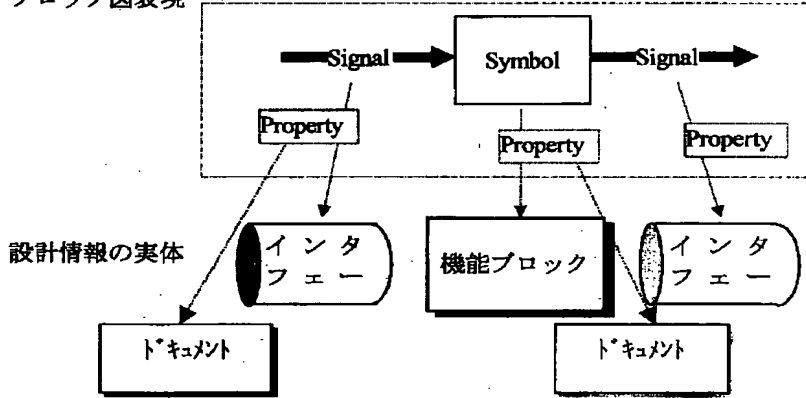 ブロック図表現
Signal
Symbol
Signal
Property
Property
Property
設計情報の実体
インタ
フェー
機能ブロック
インタ
フェー
ドキュメント
ドキュメント